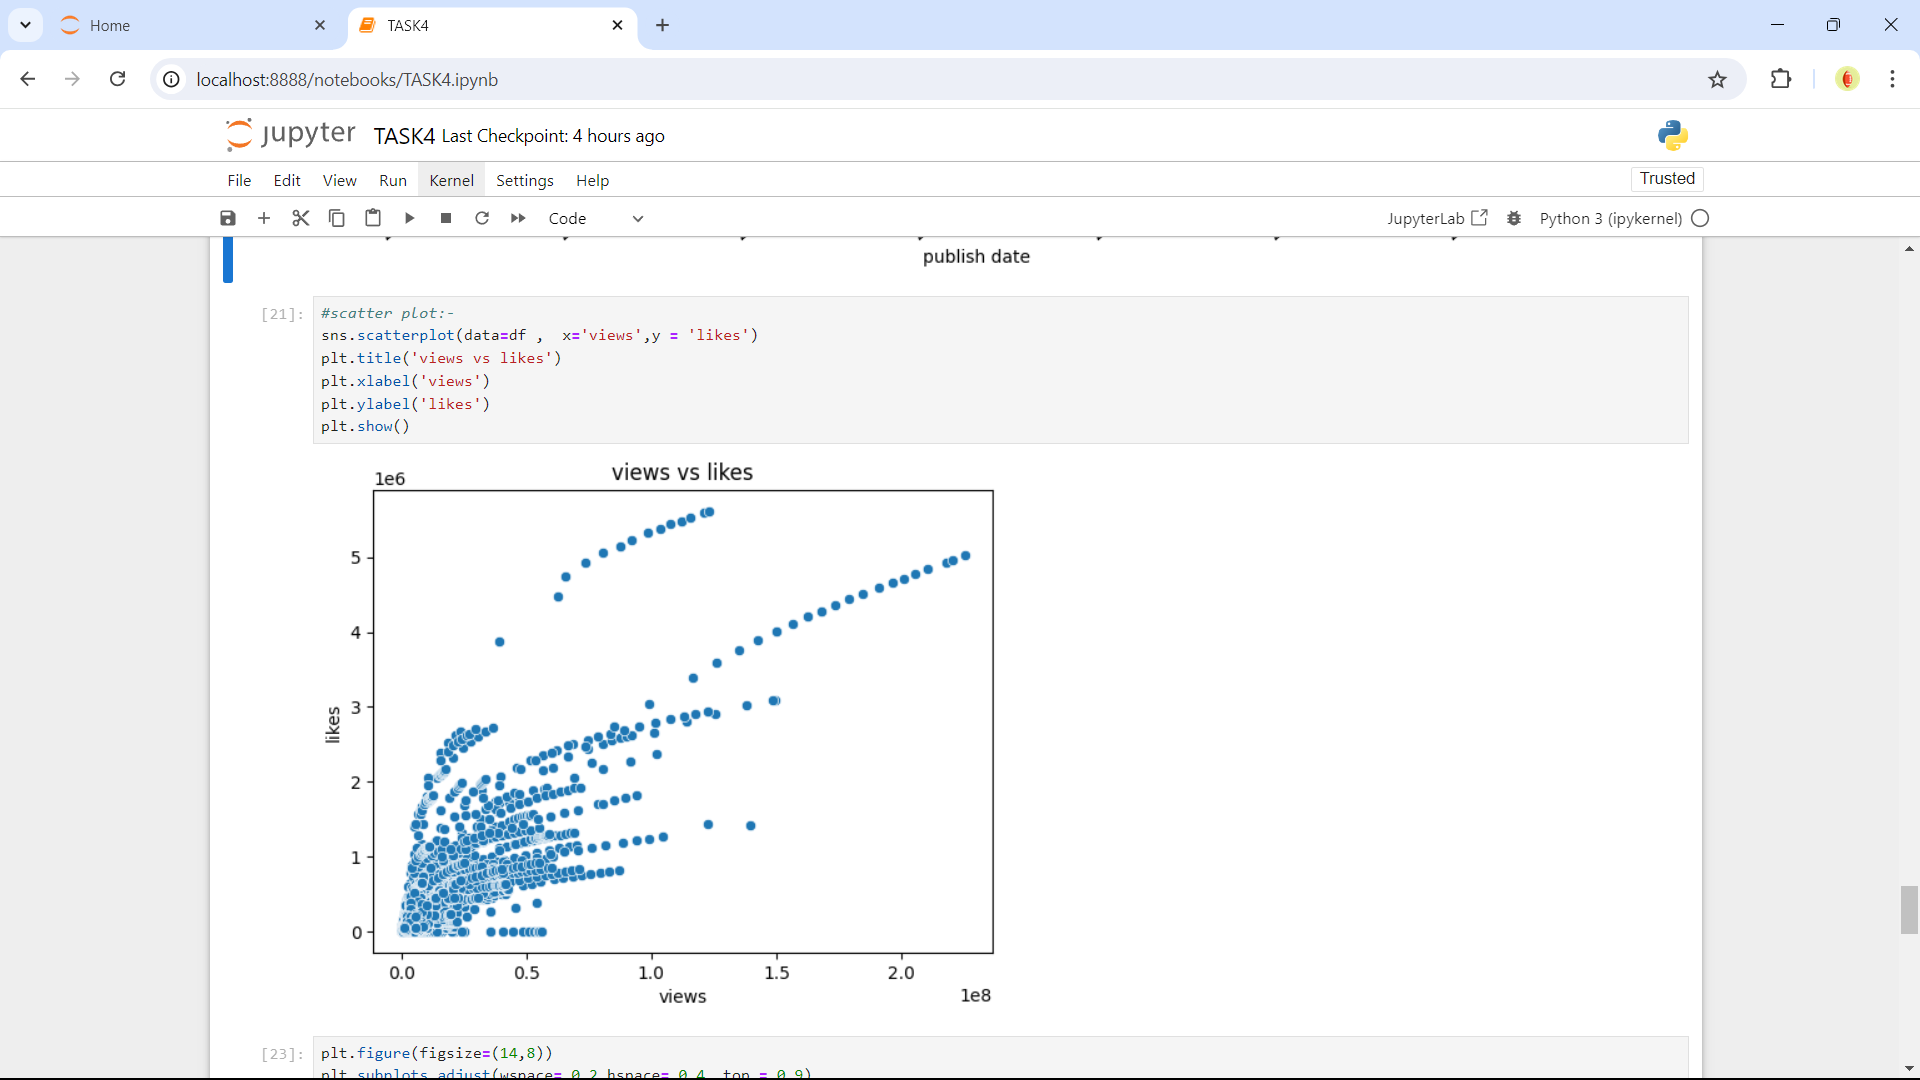 Home
TASK4
localhost:8888/notebooks/TASK4.ipynb
jupyter TASK4 Last Checkpoint: 4 hours ago
File Edit View Run Kernel Settings Help
Trusted
Code
JupyterLab
Python 3 (ipykernel)
publish date
[21]:
#scatter plot:-
sns.scatterplot(data=df ,  x='views',y = 'likes')
plt.title('views vs likes')
plt.xlabel('views')
plt.ylabel('likes')
plt.show()
views vs likes
1e6
5
4
3
likes
2
1
0
0.0 0.5 1.0 1.5 2.0
views
1e8
[23]:
plt.figure(figsize=(14,8))
plt.subplots_adjust(wspace= 0.2,hspace= 0.4, top = 0.9)